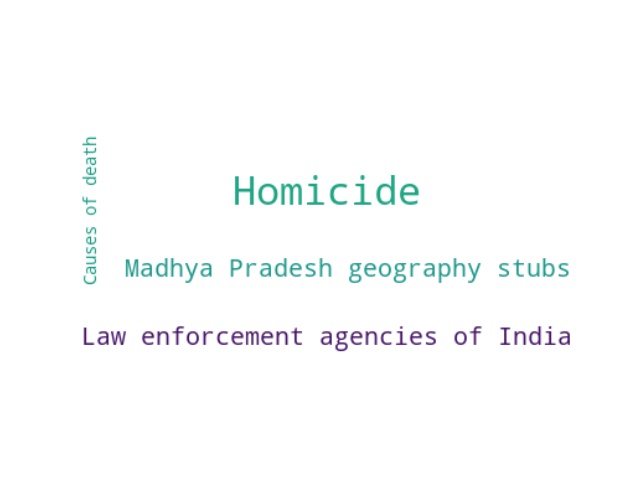 Causes of death
Homicide
Madhya Pradesh geography stubs
Law enforcement agencies of India